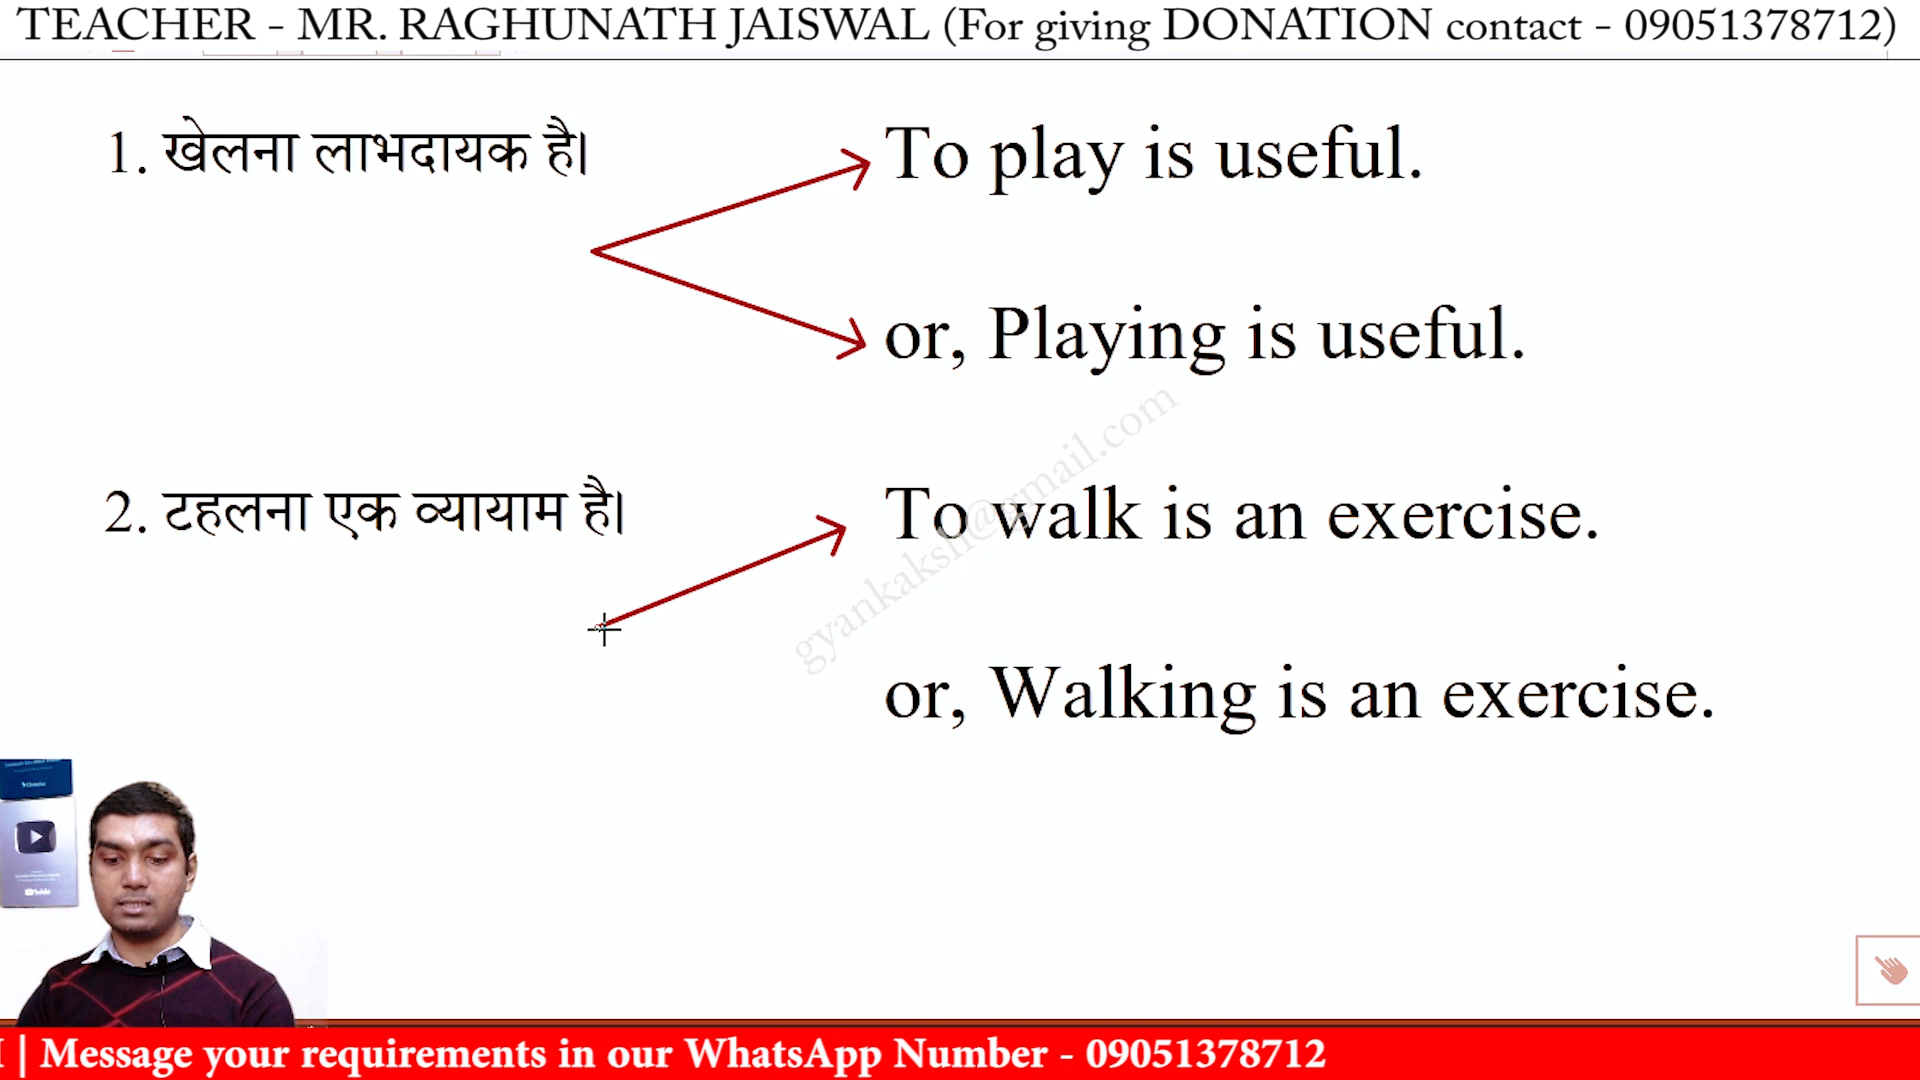 TEACHER - MR. RAGHUNATH JAISWAL (For giving DONATION contact - 09051378712)
1. खेलना लाभदायक है।
To play is useful.
or, Playing is useful.
2. टहलना एक व्यायाम है।
To walk is an exercise.
or, Walking is an exercise.
gyankaksh@gmail.com
| Message your requirements in our WhatsApp Number - 09051378712